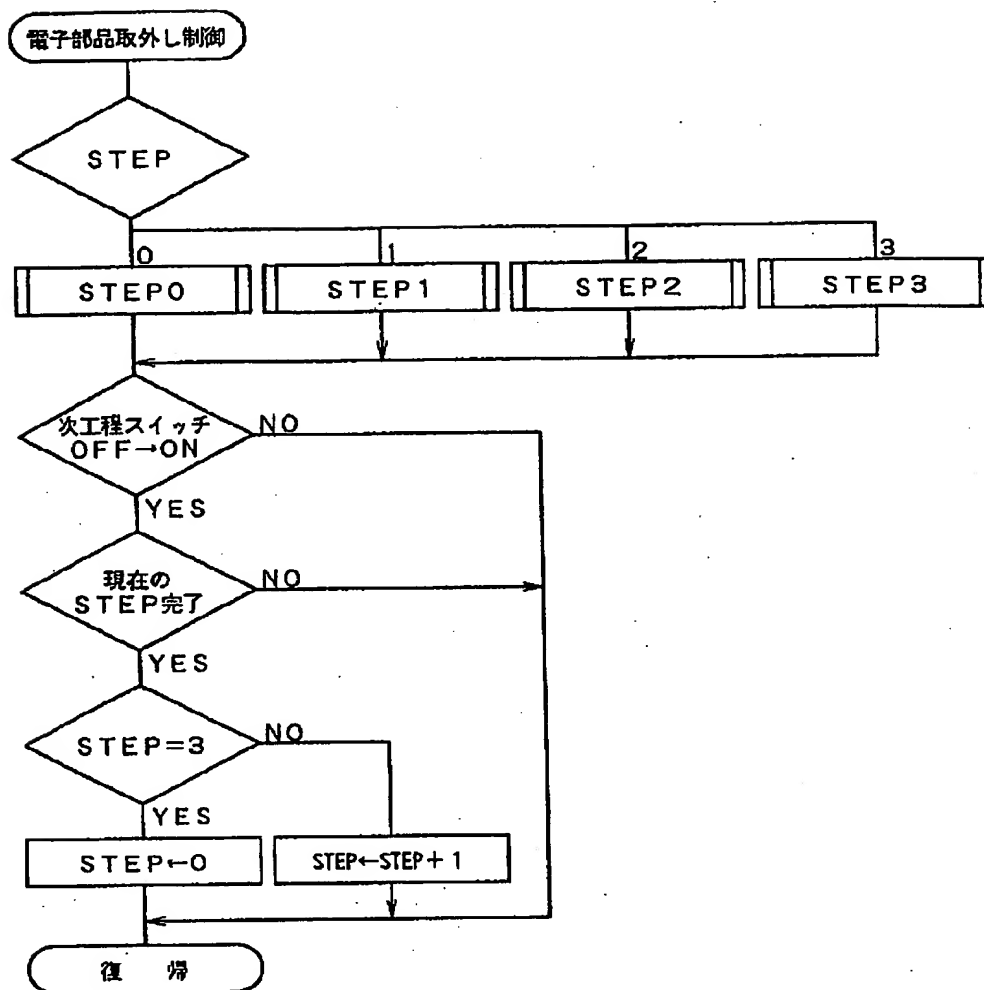 電子部品取外し制御
STEP
0
1
2
3
STEP0
STEP1
STEP2
STEP3
次工程スイッチ
OFF→ON
NO
YES
現在の
STEP完了
NO
YES
STEP=3
NO
YES
STEP←0
STEP←STEP+1
復 帰